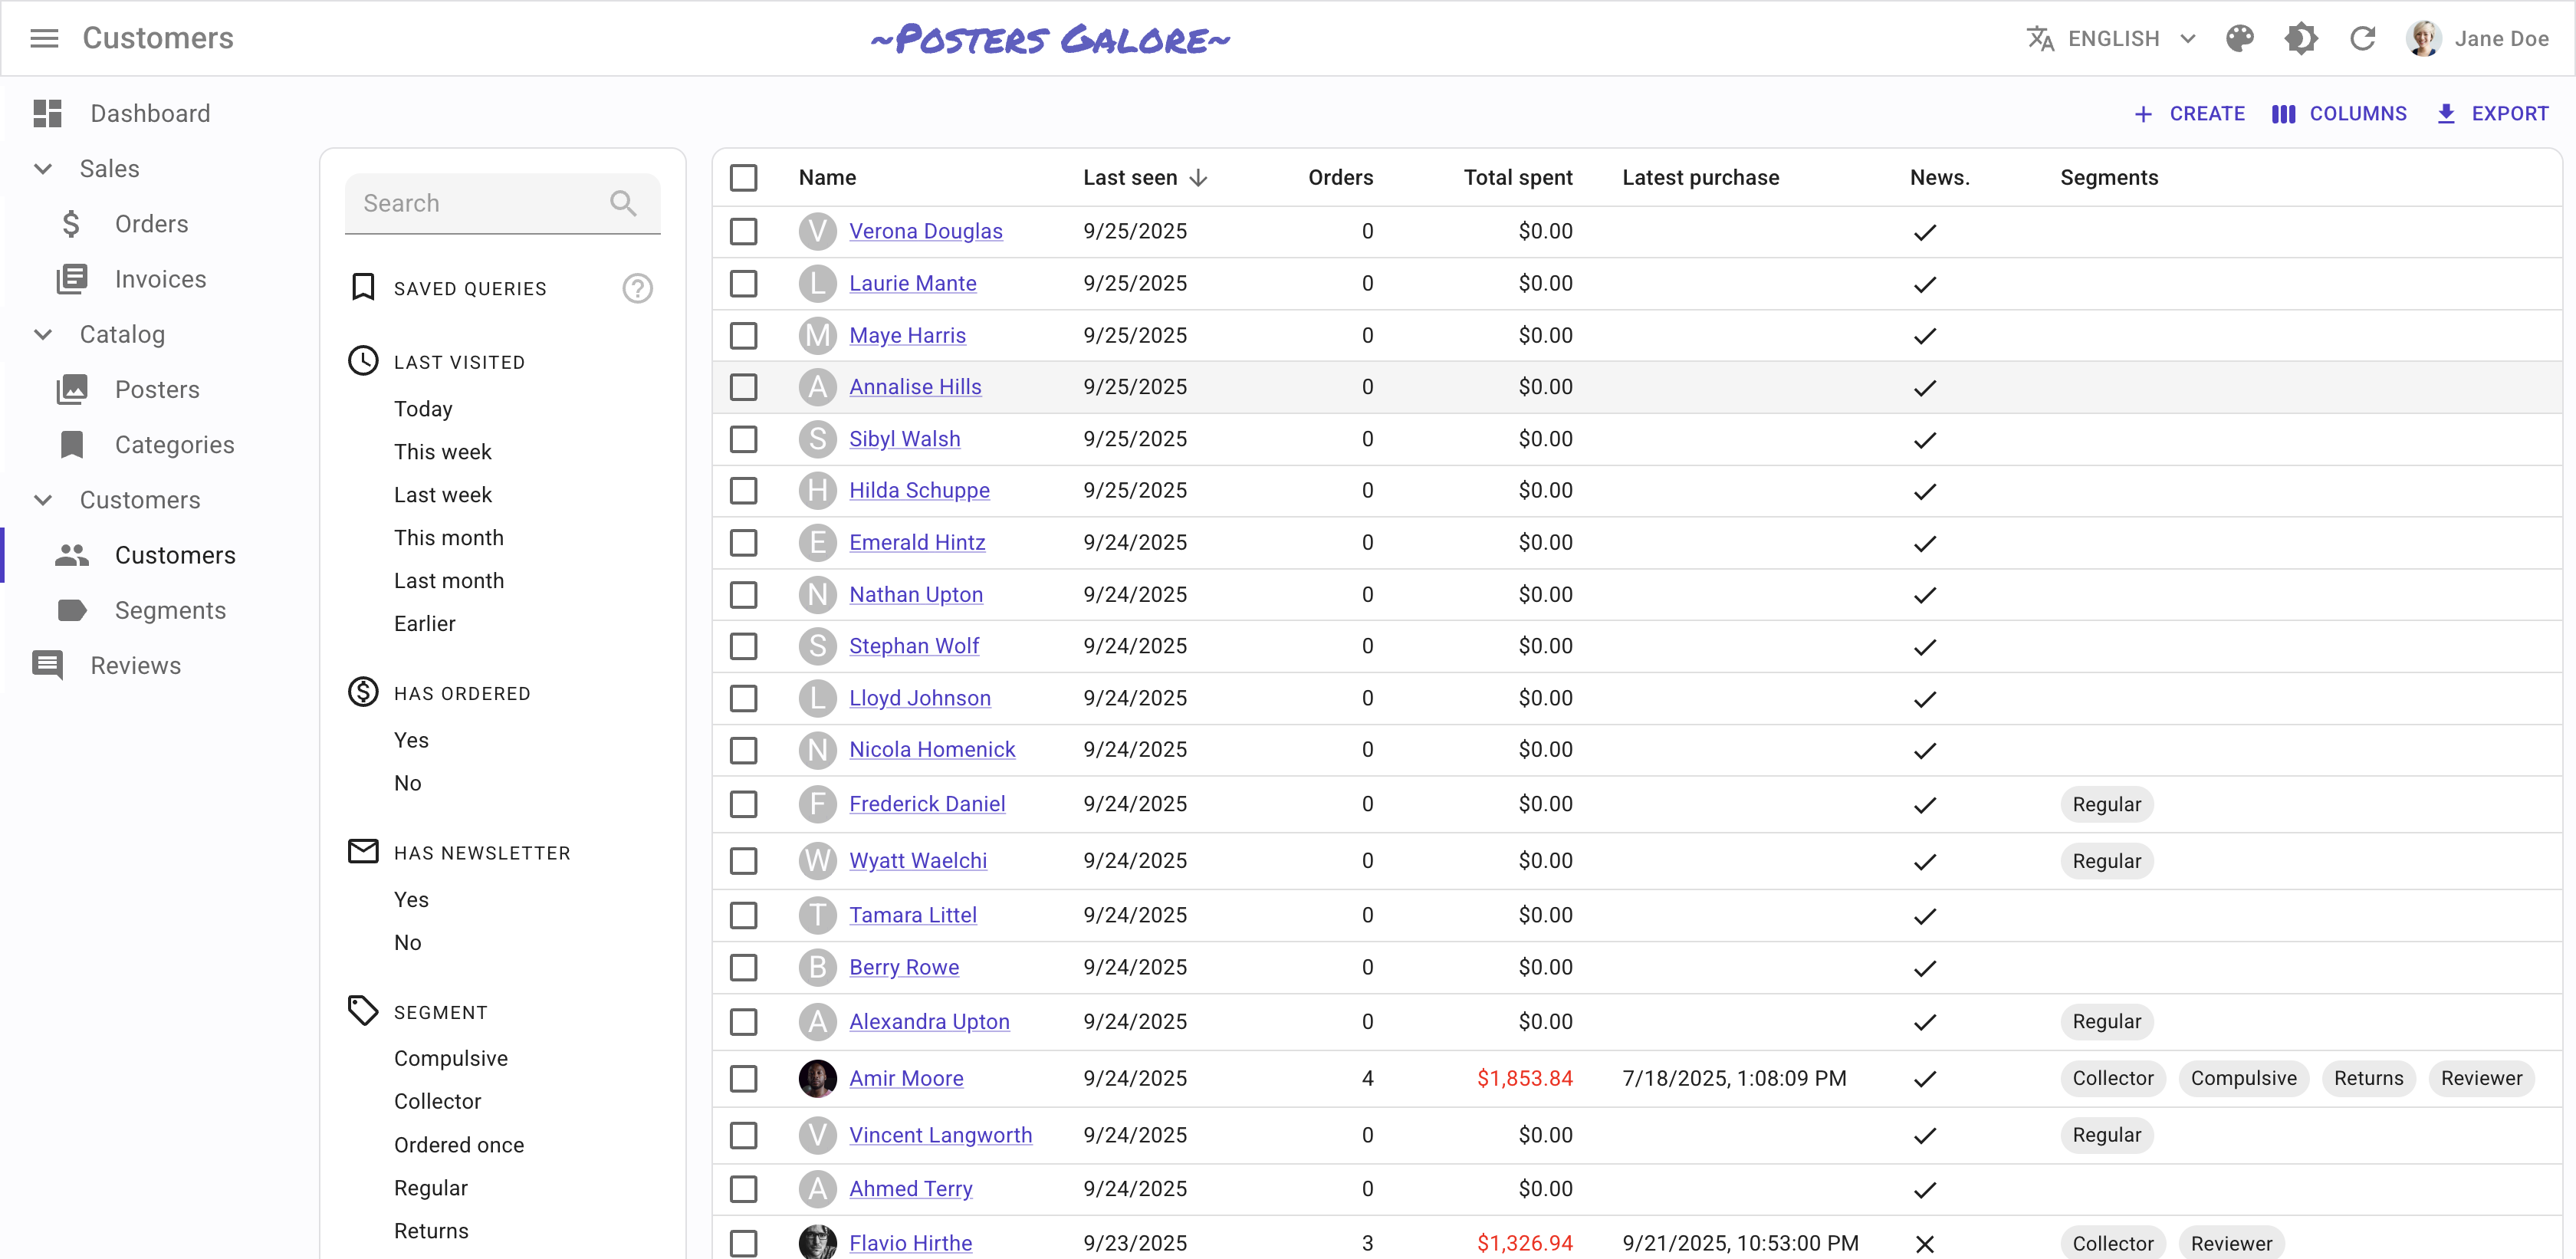 Customers
~Posters Galore~
ENGLISH
Jane Doe
Dashboard
Sales
Orders
Invoices
Catalog
Posters
Categories
Customers
Customers
Segments
Reviews
CREATE COLUMNS EXPORT
Search
SAVED QUERIES
LAST VISITED
Today
This week
Last week
This month
Last month
Earlier
HAS ORDERED
Yes
No
HAS NEWSLETTER
Yes
No
SEGMENT
Compulsive
Collector
Ordered once
Regular
Returns
Name Last seen Orders Total spent Latest purchase News. Segments
V Verona Douglas 9/25/2025 0 $0.00
L Laurie Mante 9/25/2025 0 $0.00
M Maye Harris 9/25/2025 0 $0.00
A Annalise Hills 9/25/2025 0 $0.00
S Sibyl Walsh 9/25/2025 0 $0.00
H Hilda Schuppe 9/25/2025 0 $0.00
E Emerald Hintz 9/24/2025 0 $0.00
N Nathan Upton 9/24/2025 0 $0.00
S Stephan Wolf 9/24/2025 0 $0.00
L Lloyd Johnson 9/24/2025 0 $0.00
N Nicola Homenick 9/24/2025 0 $0.00
F Frederick Daniel 9/24/2025 0 $0.00 Regular
W Wyatt Waelchi 9/24/2025 0 $0.00 Regular
T Tamara Littel 9/24/2025 0 $0.00
B Berry Rowe 9/24/2025 0 $0.00
A Alexandra Upton 9/24/2025 0 $0.00 Regular
Amir Moore 9/24/2025 4 $1,853.84 7/18/2025, 1:08:09 PM Collector Compulsive Returns Reviewer
V Vincent Langworth 9/24/2025 0 $0.00 Regular
A Ahmed Terry 9/24/2025 0 $0.00
Flavio Hirthe 9/23/2025 3 $1,326.94 9/21/2025, 10:53:00 PM Collector Reviewer